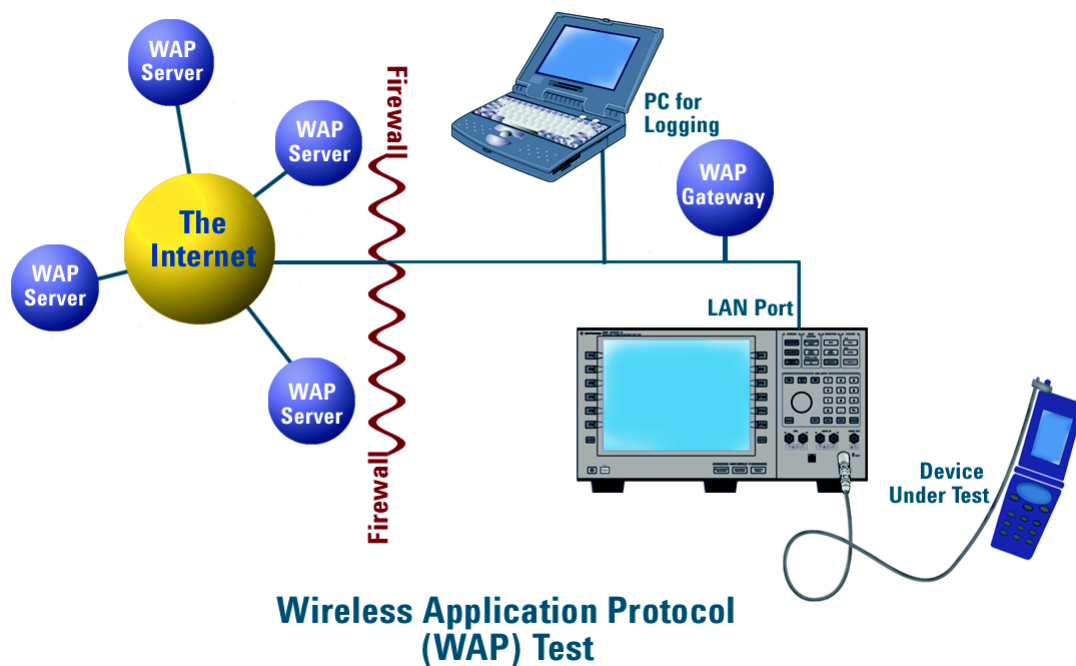 WAP
Server
WAP
Server
The
Internet
WAP
Server
WAP
Server
Firewall
Firewall
PC for
Logging
WAP
Gateway
LAN Port
Device
Under Test
Wireless Application Protocol
(WAP) Test